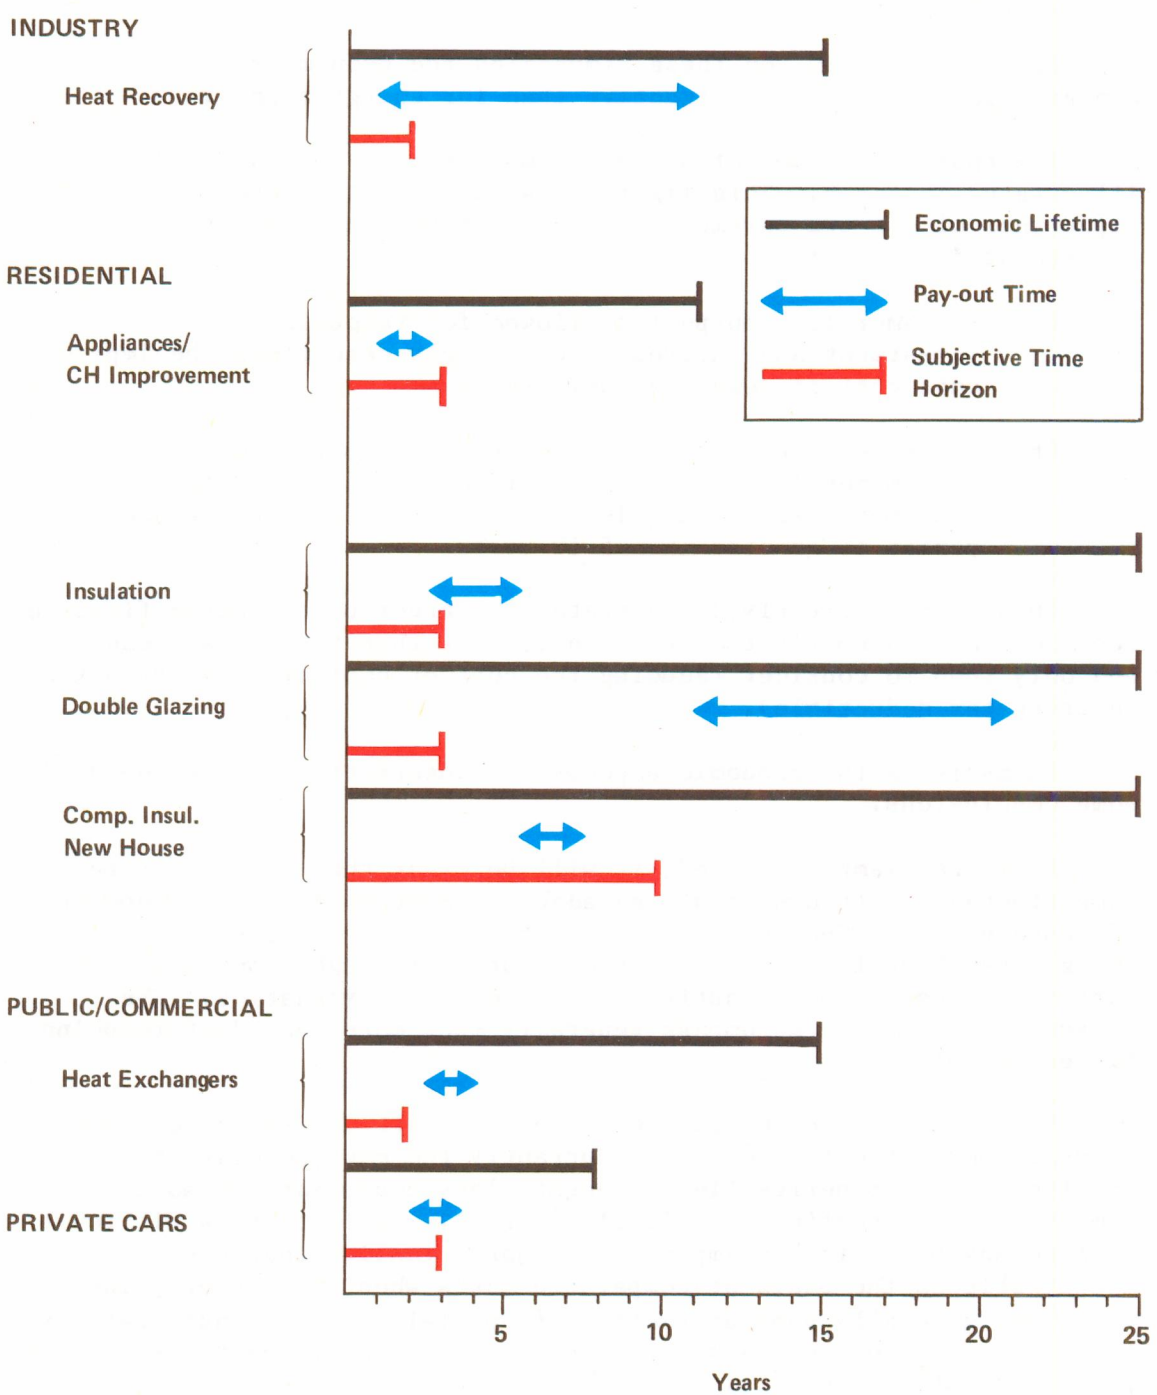 INDUSTRY
Heat Recovery
Economic Lifetime
Pay-out Time
Subjective Time
Horizon
RESIDENTIAL
Appliances/
CH Improvement
Insulation
Double Glazing
Comp. Insul.
New House
PUBLIC/COMMERCIAL
Heat Exchangers
PRIVATE CARS
5 10 15 20 25
Years